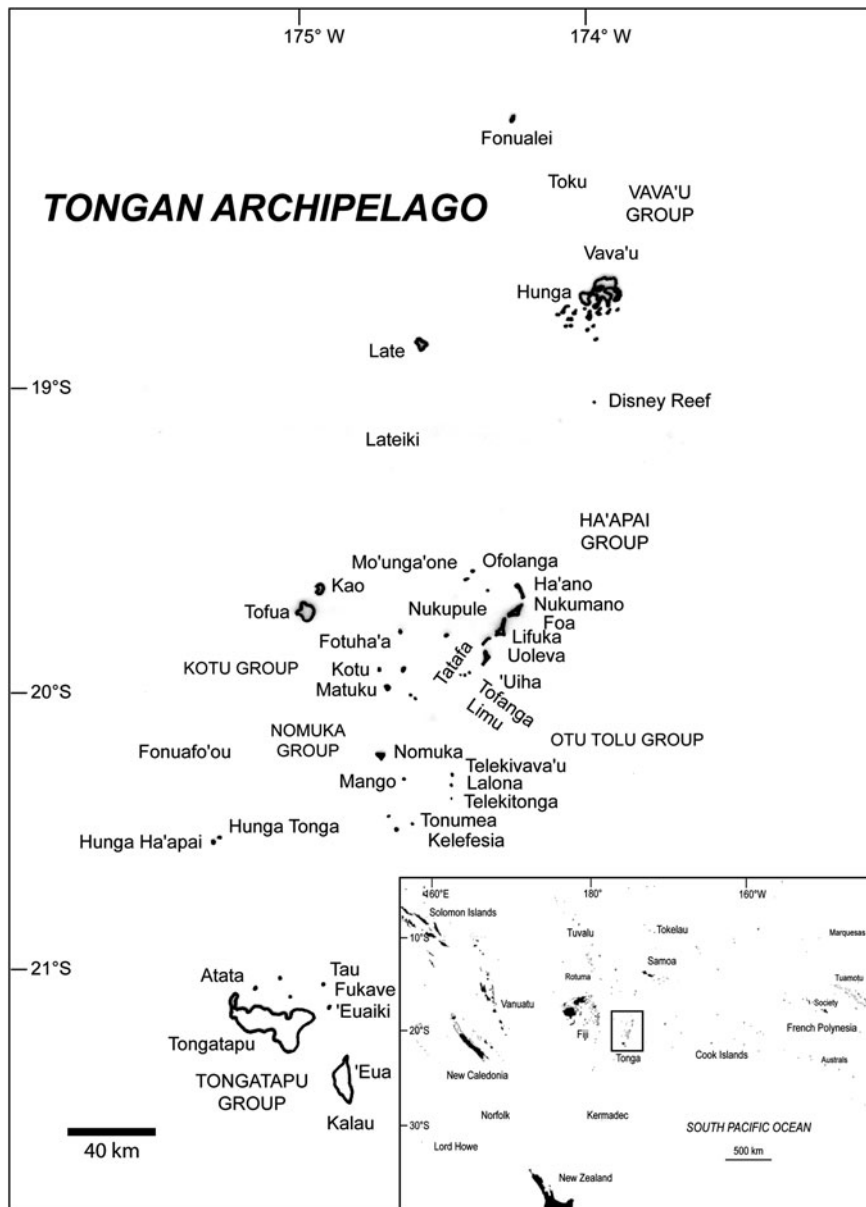 175° W
174° W
Fonualei
Toku
TONGAN ARCHIPELAGO
VAVA'U
GROUP
Vava'u
Hunga
Late
19°S
Disney Reef
Lateiki
HA'APAI
GROUP
Mo'unga'one
Ofolanga
Kao
Ha'ano
Tofua
Nukupule
Nukumano
Foa
Fotuha'a
Lifuka
Tatafa
Uoleva
KOTU GROUP
Kotu
'Uiha
Matuku
20°S
Tofanga
Limu
NOMUKA
GROUP
OTU TOLU GROUP
Fonuafo'ou
Nomuka
Telekivava'u
Mango
Lalona
Telekitonga
Hunga Ha'apai
Hunga Tonga
Tonumea
Kelefesia
21°S
Atata
Tau
Fukave
'Euaiki
Tongatapu
'Eua
TONGATAPU
GROUP
Kalau
40 km
160°E
180°
160°W
Solomon Islands
10°S
Tuvalu
Tokelau
Marquesas
Rotuma
Samoa
Tuamotu
Vanuatu
Society
20°S
Fiji
French Polynesia
Tonga
Cook Islands
Australs
New Caledonia
Norfolk
Kermadec
30°S
SOUTH PACIFIC OCEAN
Lord Howe
500 km
New Zealand